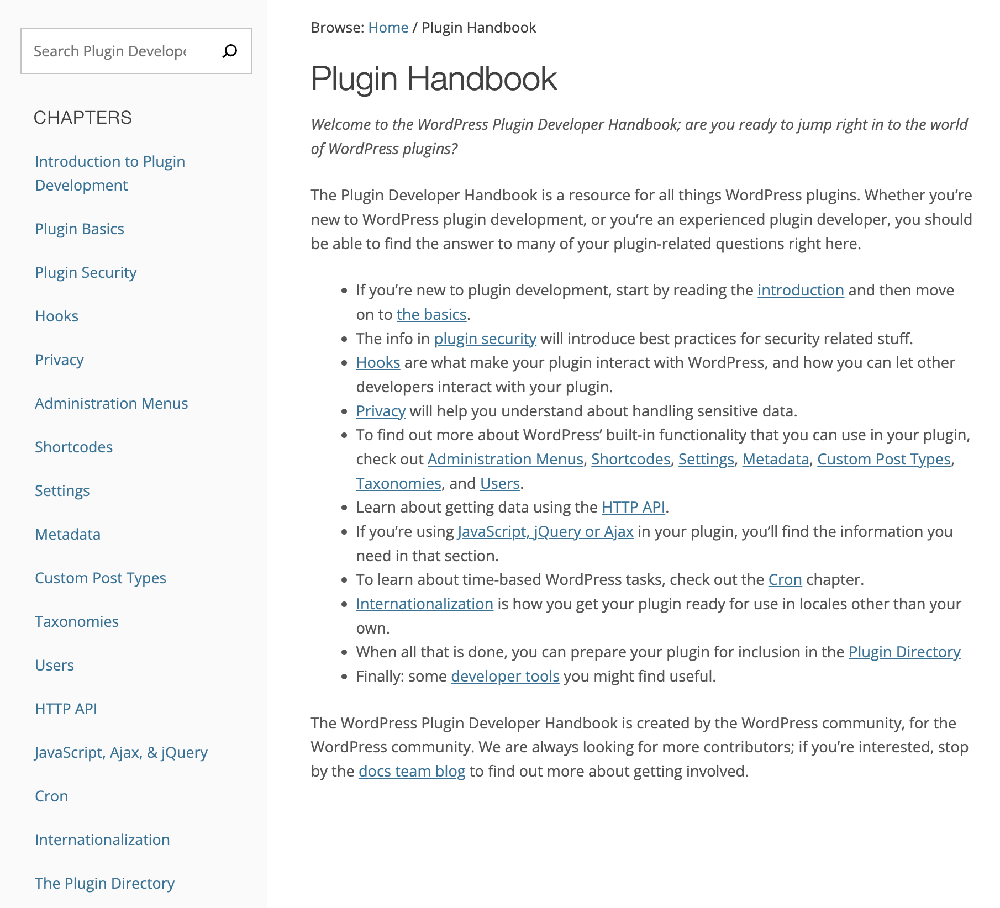 Search Plugin Develope
CHAPTERS
Introduction to Plugin
Development
Plugin Basics
Plugin Security
Hooks
Privacy
Administration Menus
Shortcodes
Settings
Metadata
Custom Post Types
Taxonomies
Users
HTTP API
JavaScript, Ajax, & jQuery
Cron
Internationalization
The Plugin Directory
Browse: Home / Plugin Handbook
Plugin Handbook
Welcome to the WordPress Plugin Developer Handbook; are you ready to jump right in to the world
of WordPress plugins?
The Plugin Developer Handbook is a resource for all things WordPress plugins. Whether you’re
new to WordPress plugin development, or you’re an experienced plugin developer, you should
be able to find the answer to many of your plugin-related questions right here.
• If you’re new to plugin development, start by reading the introduction and then move
on to the basics.
• The info in plugin security will introduce best practices for security related stuff.
• Hooks are what make your plugin interact with WordPress, and how you can let other
developers interact with your plugin.
• Privacy will help you understand about handling sensitive data.
• To find out more about WordPress’ built-in functionality that you can use in your plugin,
check out Administration Menus, Shortcodes, Settings, Metadata, Custom Post Types,
Taxonomies, and Users.
• Learn about getting data using the HTTP API.
• If you’re using JavaScript, jQuery or Ajax in your plugin, you’ll find the information you
need in that section.
• To learn about time-based WordPress tasks, check out the Cron chapter.
• Internationalization is how you get your plugin ready for use in locales other than your
own.
• When all that is done, you can prepare your plugin for inclusion in the Plugin Directory
• Finally: some developer tools you might find useful.
The WordPress Plugin Developer Handbook is created by the WordPress community, for the
WordPress community. We are always looking for more contributors; if you’re interested, stop
by the docs team blog to find out more about getting involved.